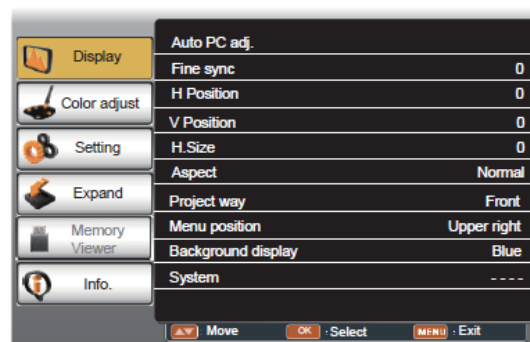 Display
Color adjust
Setting
Expand
Memory
Viewer
Info.
Auto PC adj.
Fine sync 0
H Position 0
V Position 0
H.Size 0
Aspect Normal
Project way Front
Menu position Upper right
Background display Blue
System ----
: Move OK : Select MENU : Exit